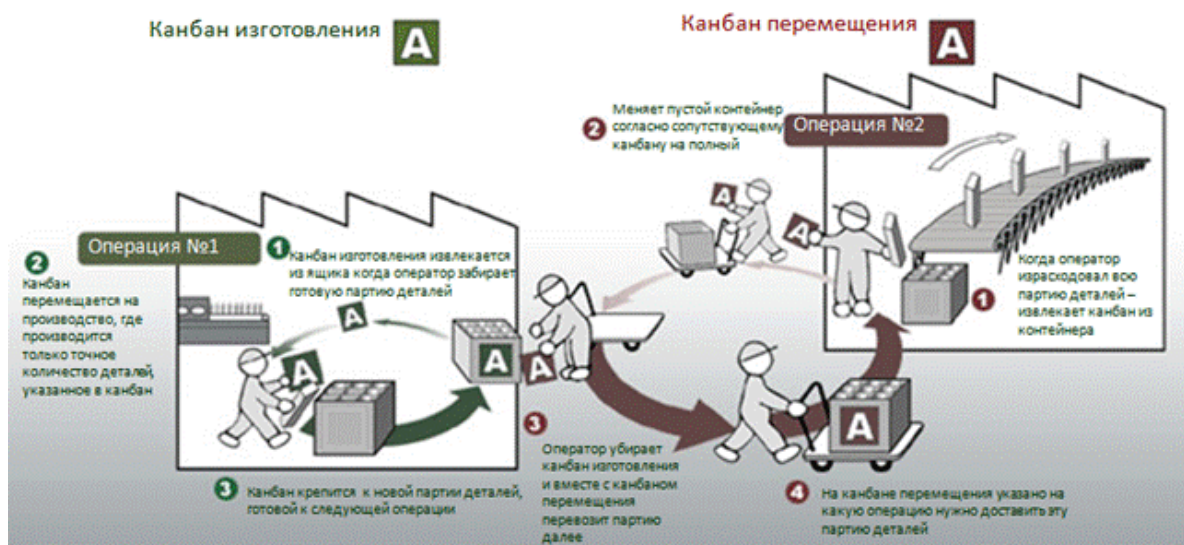 Канбан изготовления
A
Канбан перемещения
A
Операция №1
1
Канбан изготовления извлекается
из ящика когда оператор забирает
готовую партию деталей
2
Канбан
перемещается на
производство, где
производится
только точное
количество деталей,
указанное в канбан
A
A
A
A
3
Канбан крепится к новой партии деталей,
готовой к следующей операции
2
Меняет пустой контейнер
согласно сопутствующему
канбану на полный
Операция №2
A
A
1
Когда оператор
израсходовал всю
партию деталей –
извлекает канбан из
контейнера
3
Оператор убирает
канбан изготовления
и вместе с канбаном
перемещения
перевозит партию
далее
A
4
На канбане перемещения указано на
какую операцию нужно доставить эту
партию деталей